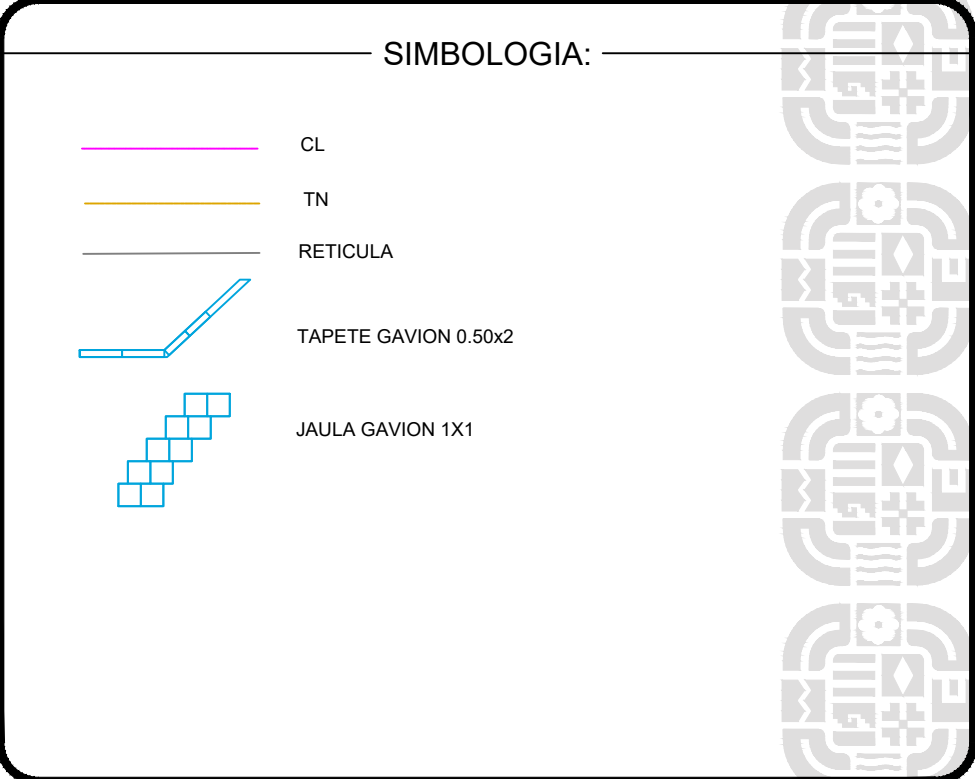 SIMBOLOGIA:
CL
TN
RETICULA
TAPETE GAVION 0.50x2
JAULA GAVION 1X1